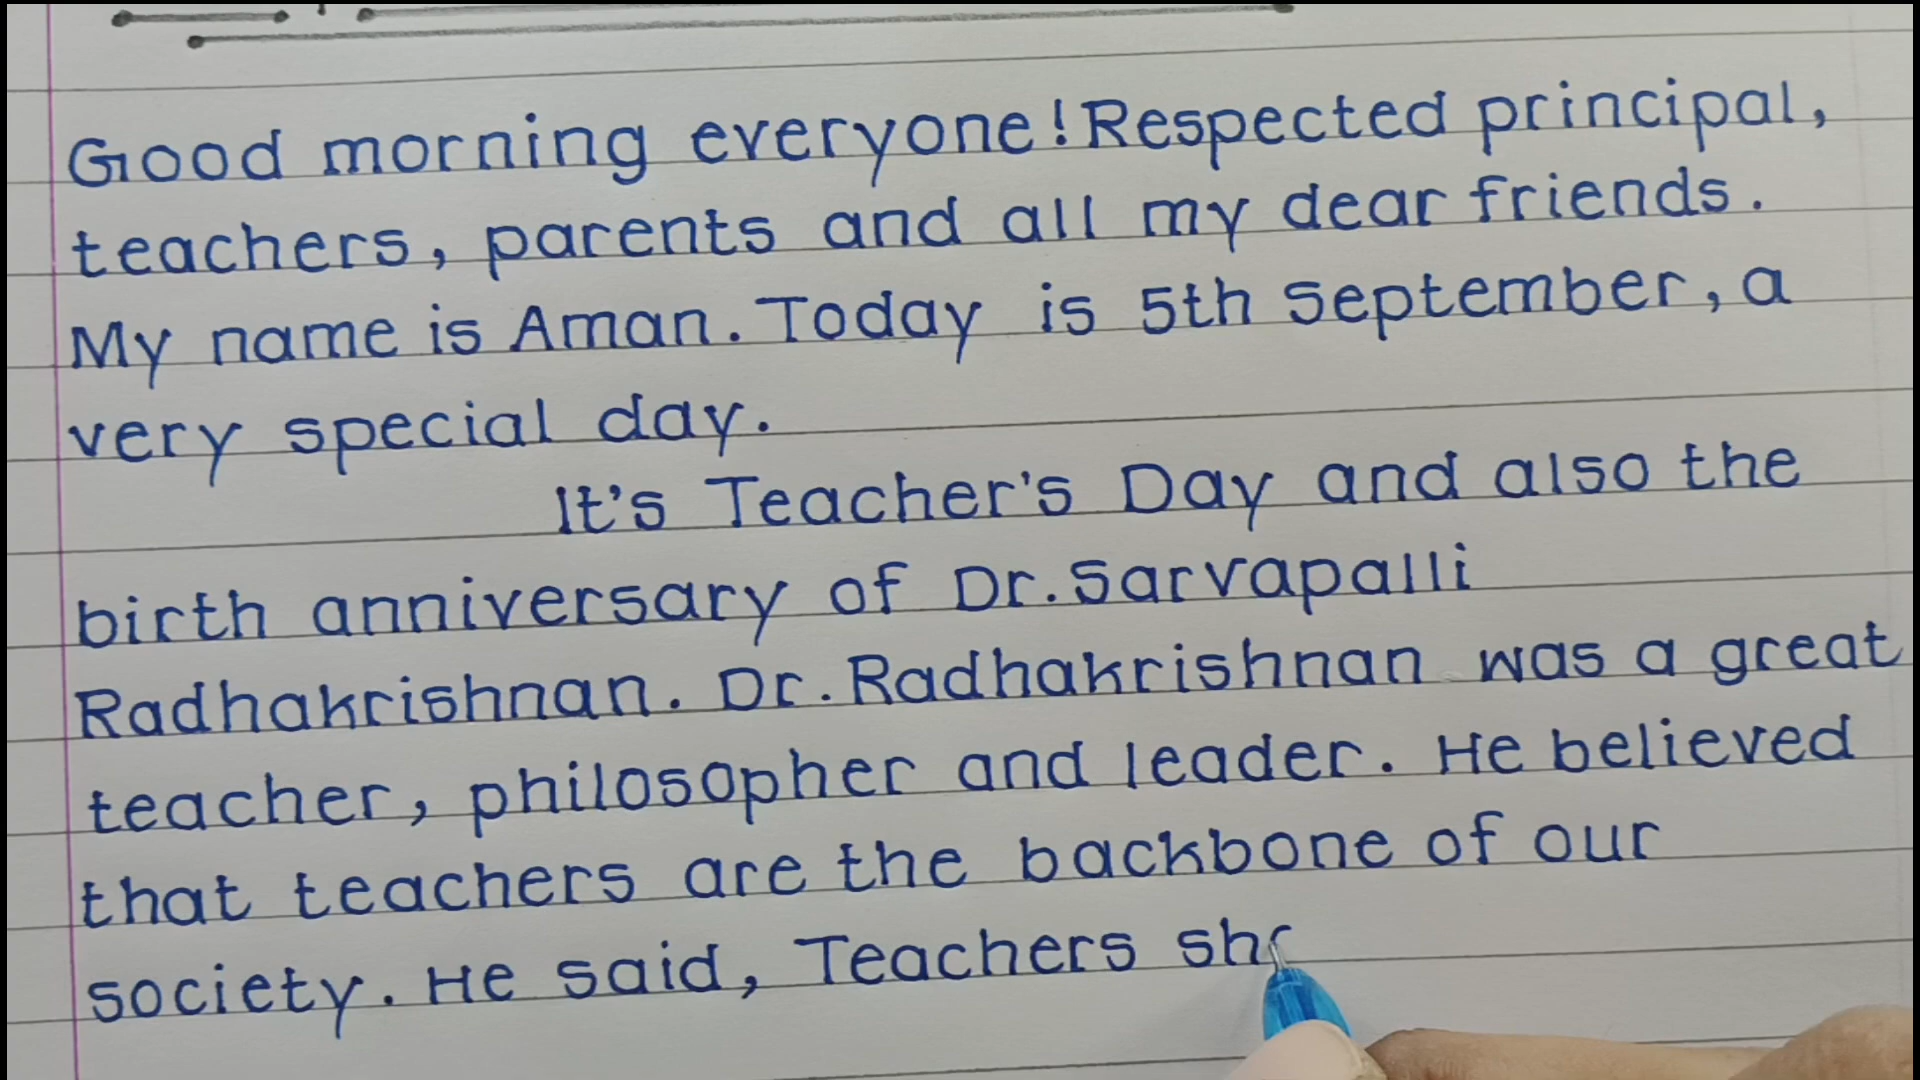 Good morning everyone! Respected principal,
teachers, parents and all my dear friends.
My name is Aman. Today is 5th September, a
very special day.
It's Teacher's Day and also the
birth anniversary of Dr. Sarvapalli
Radhakrishnan. Dr. Radhakrishnan was a great
teacher, philosopher and leader. He believed
that teachers are the backbone of our
society. He said, Teachers